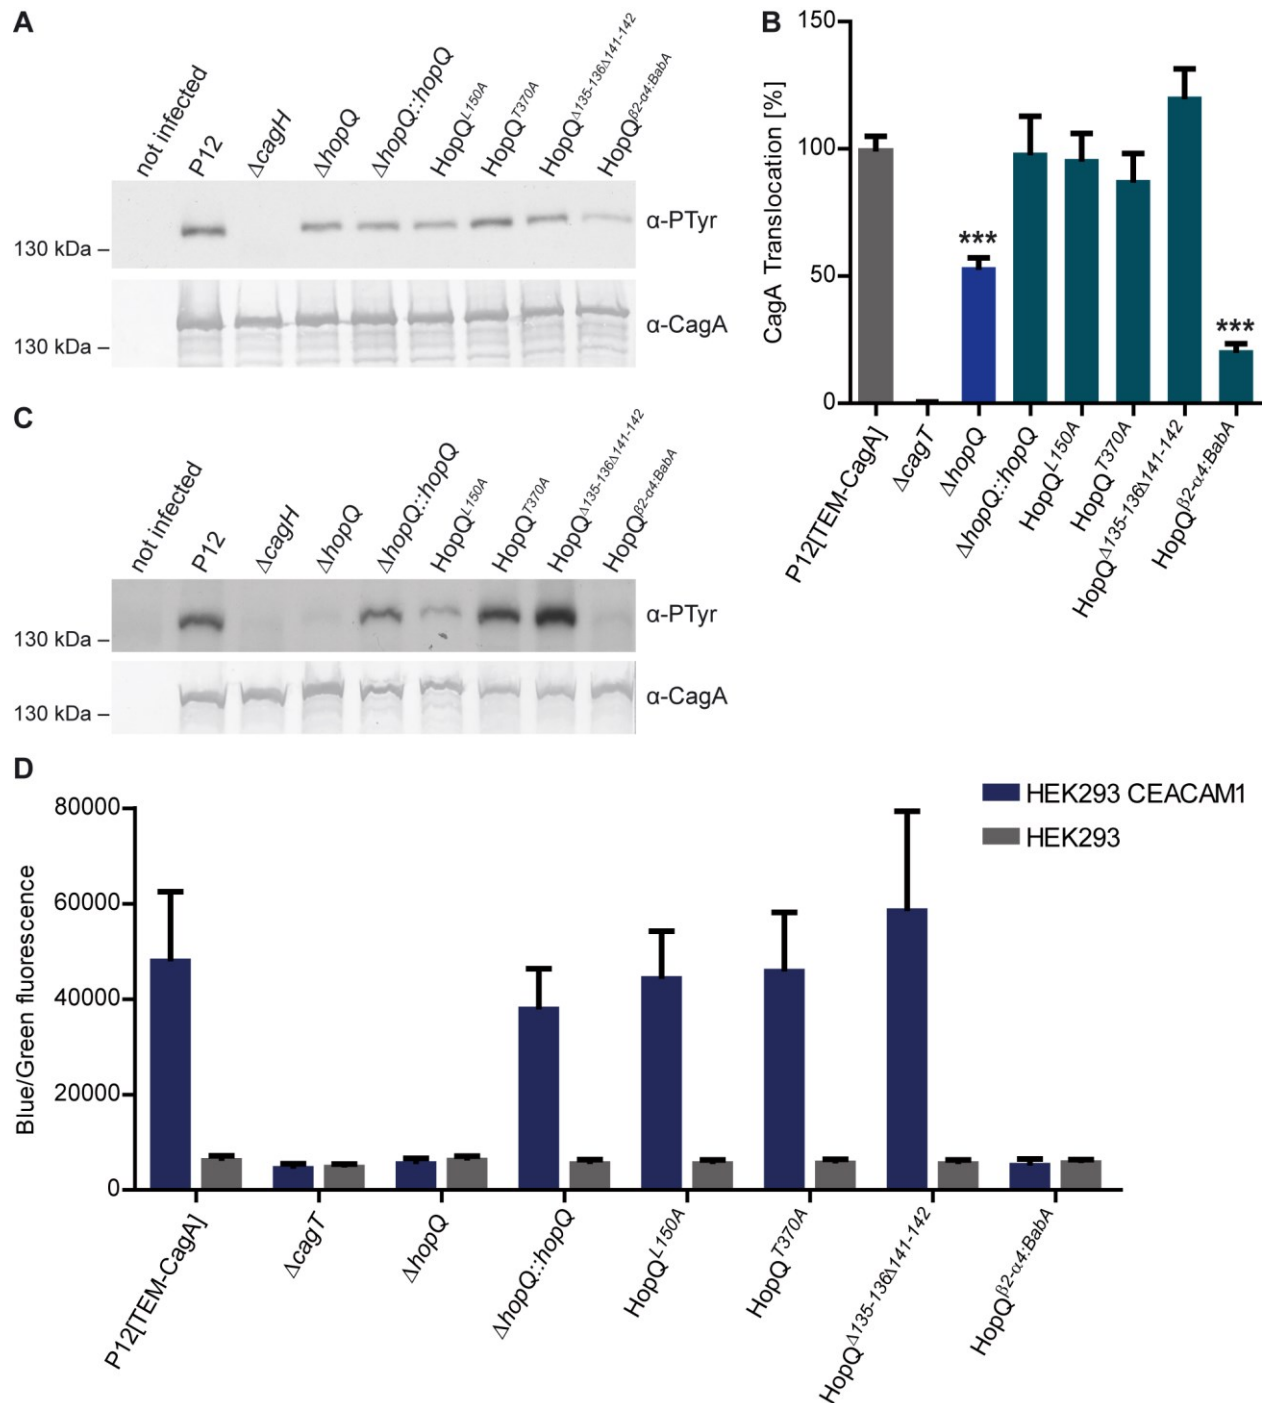 A
not infected
P12
ΔcagH
ΔhopQ
ΔhopQ::hopQ
HopQL150A
HopQT370A
HopQΔ135-136Δ141-142
HopQβ2-α4:BabA
130 kDa –
α-PTyr
130 kDa –
α-CagA
B
CagA Translocation [%]
150
100
50
0
***
***
P12[TEM-CagA]
ΔcagT
ΔhopQ
ΔhopQ::hopQ
HopQL150A
HopQT370A
HopQΔ135-136Δ141-142
HopQβ2-α4:BabA
C
not infected
P12
ΔcagH
ΔhopQ
ΔhopQ::hopQ
HopQL150A
HopQT370A
HopQΔ135-136Δ141-142
HopQβ2-α4:BabA
130 kDa –
α-PTyr
130 kDa –
α-CagA
D
HEK293 CEACAM1
HEK293
Blue/Green fluorescence
80000
60000
40000
20000
0
P12[TEM-CagA]
ΔcagT
ΔhopQ
ΔhopQ::hopQ
HopQL150A
HopQT370A
HopQΔ135-136Δ141-142
HopQβ2-α4:BabA